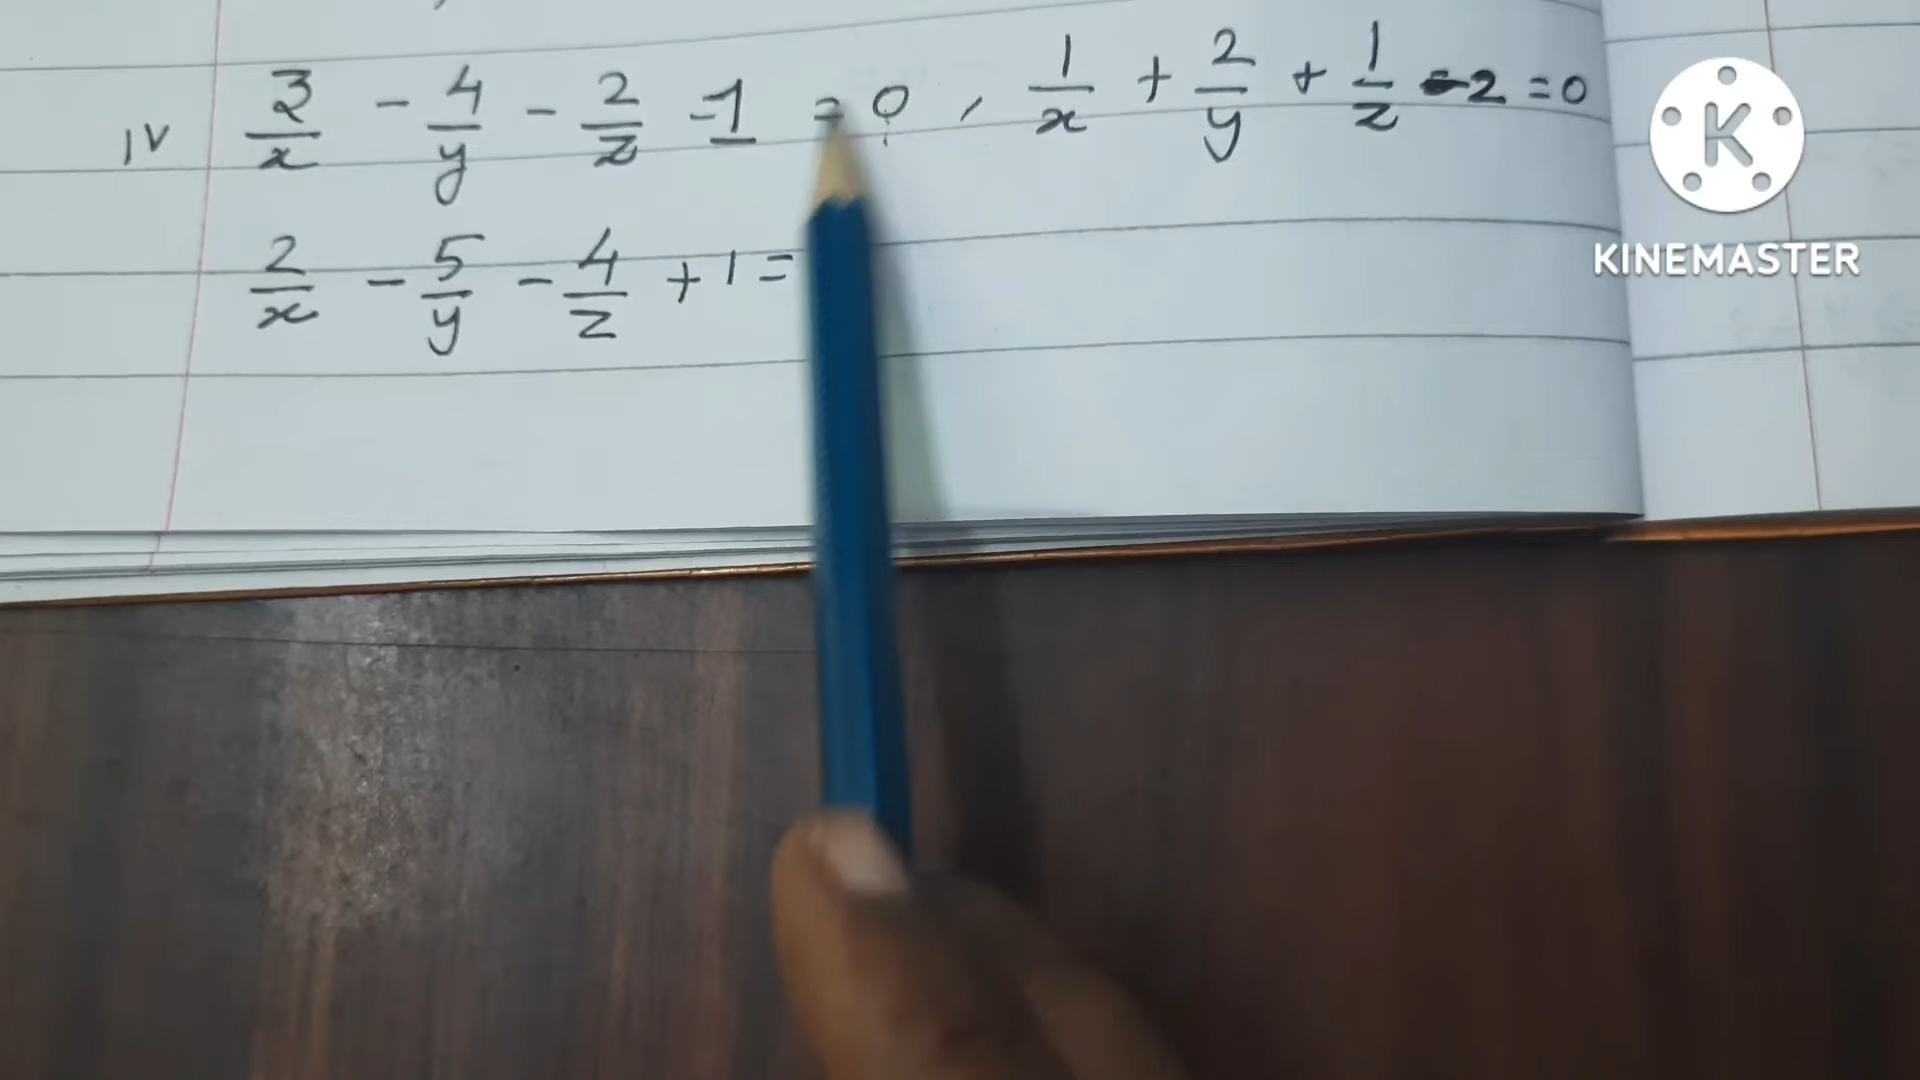 IV 3/x - 4/y - 2/z - 1 = 0, 1/x + 2/y + 1/z - 2 = 0
2/x - 5/y - 4/z + 1 =
K
KINEMASTER